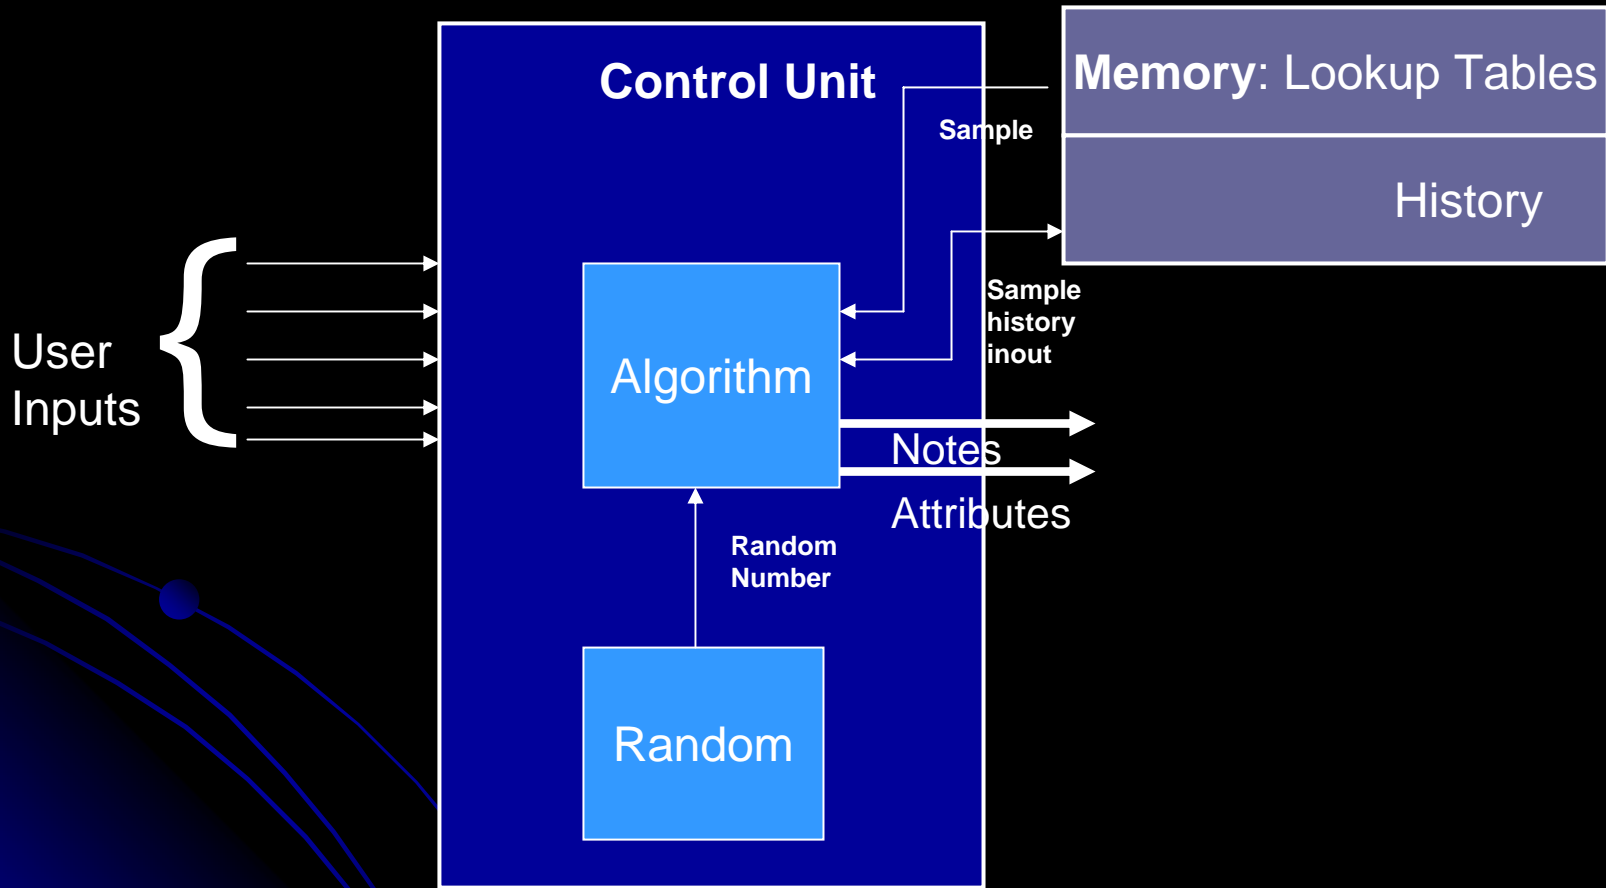 Control Unit
Memory: Lookup Tables
Sample
History
User
Inputs
{
Sample
history
inout
Algorithm
Notes
Attributes
Random
Number
Random